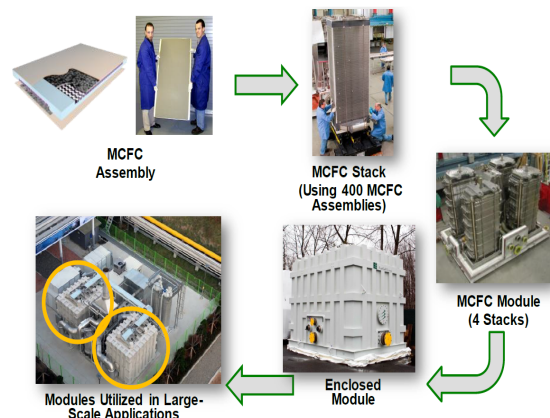 MCFC
Assembly
MCFC Stack
(Using 400 MCFC
Assemblies)
MCFC Module
(4 Stacks)
Enclosed
Module
Modules Utilized in Large-
Scale Applications